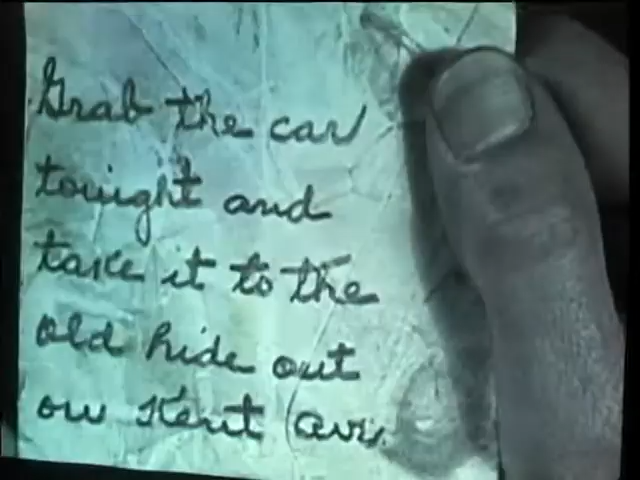 Grab the car
tonight and
take it to the
old hide out
on Kent Ave.